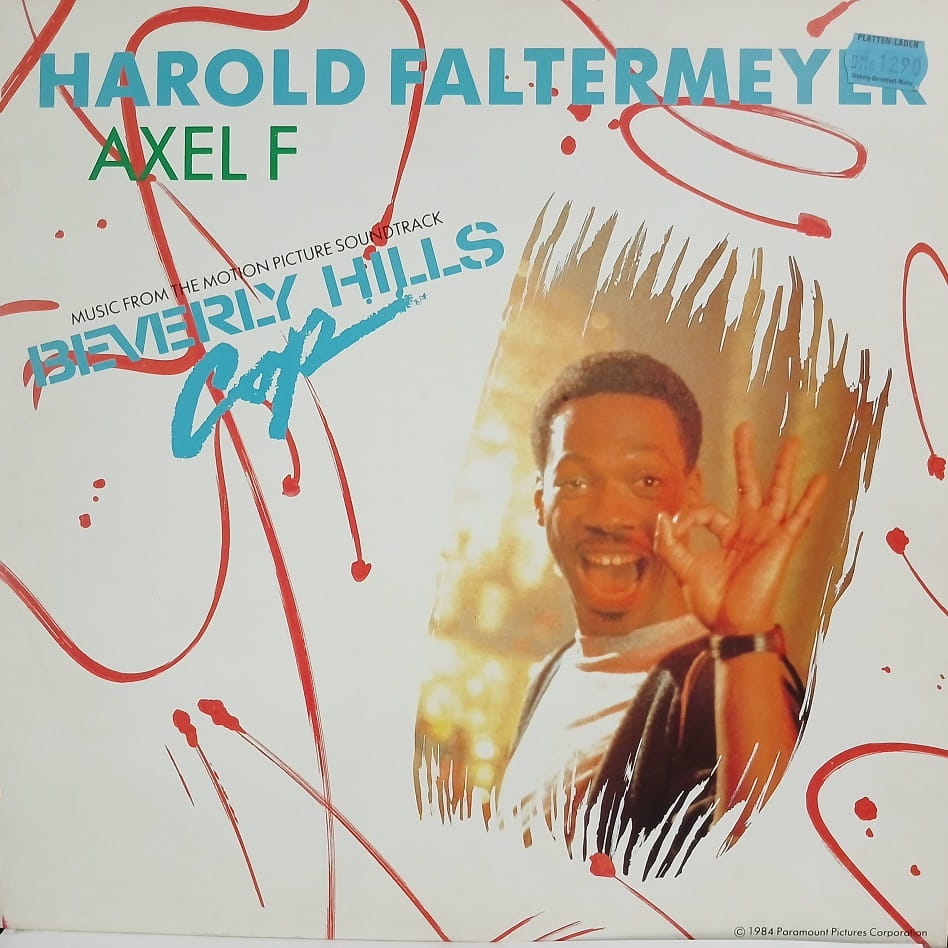 HAROLD FALTERMEYER
PLATTEN-LADEN
DM 12 90
AXEL F
MUSIC FROM THE MOTION PICTURE SOUNDTRACK
BEVERLY HILLS
Cop
© 1984 Paramount Pictures Corporation